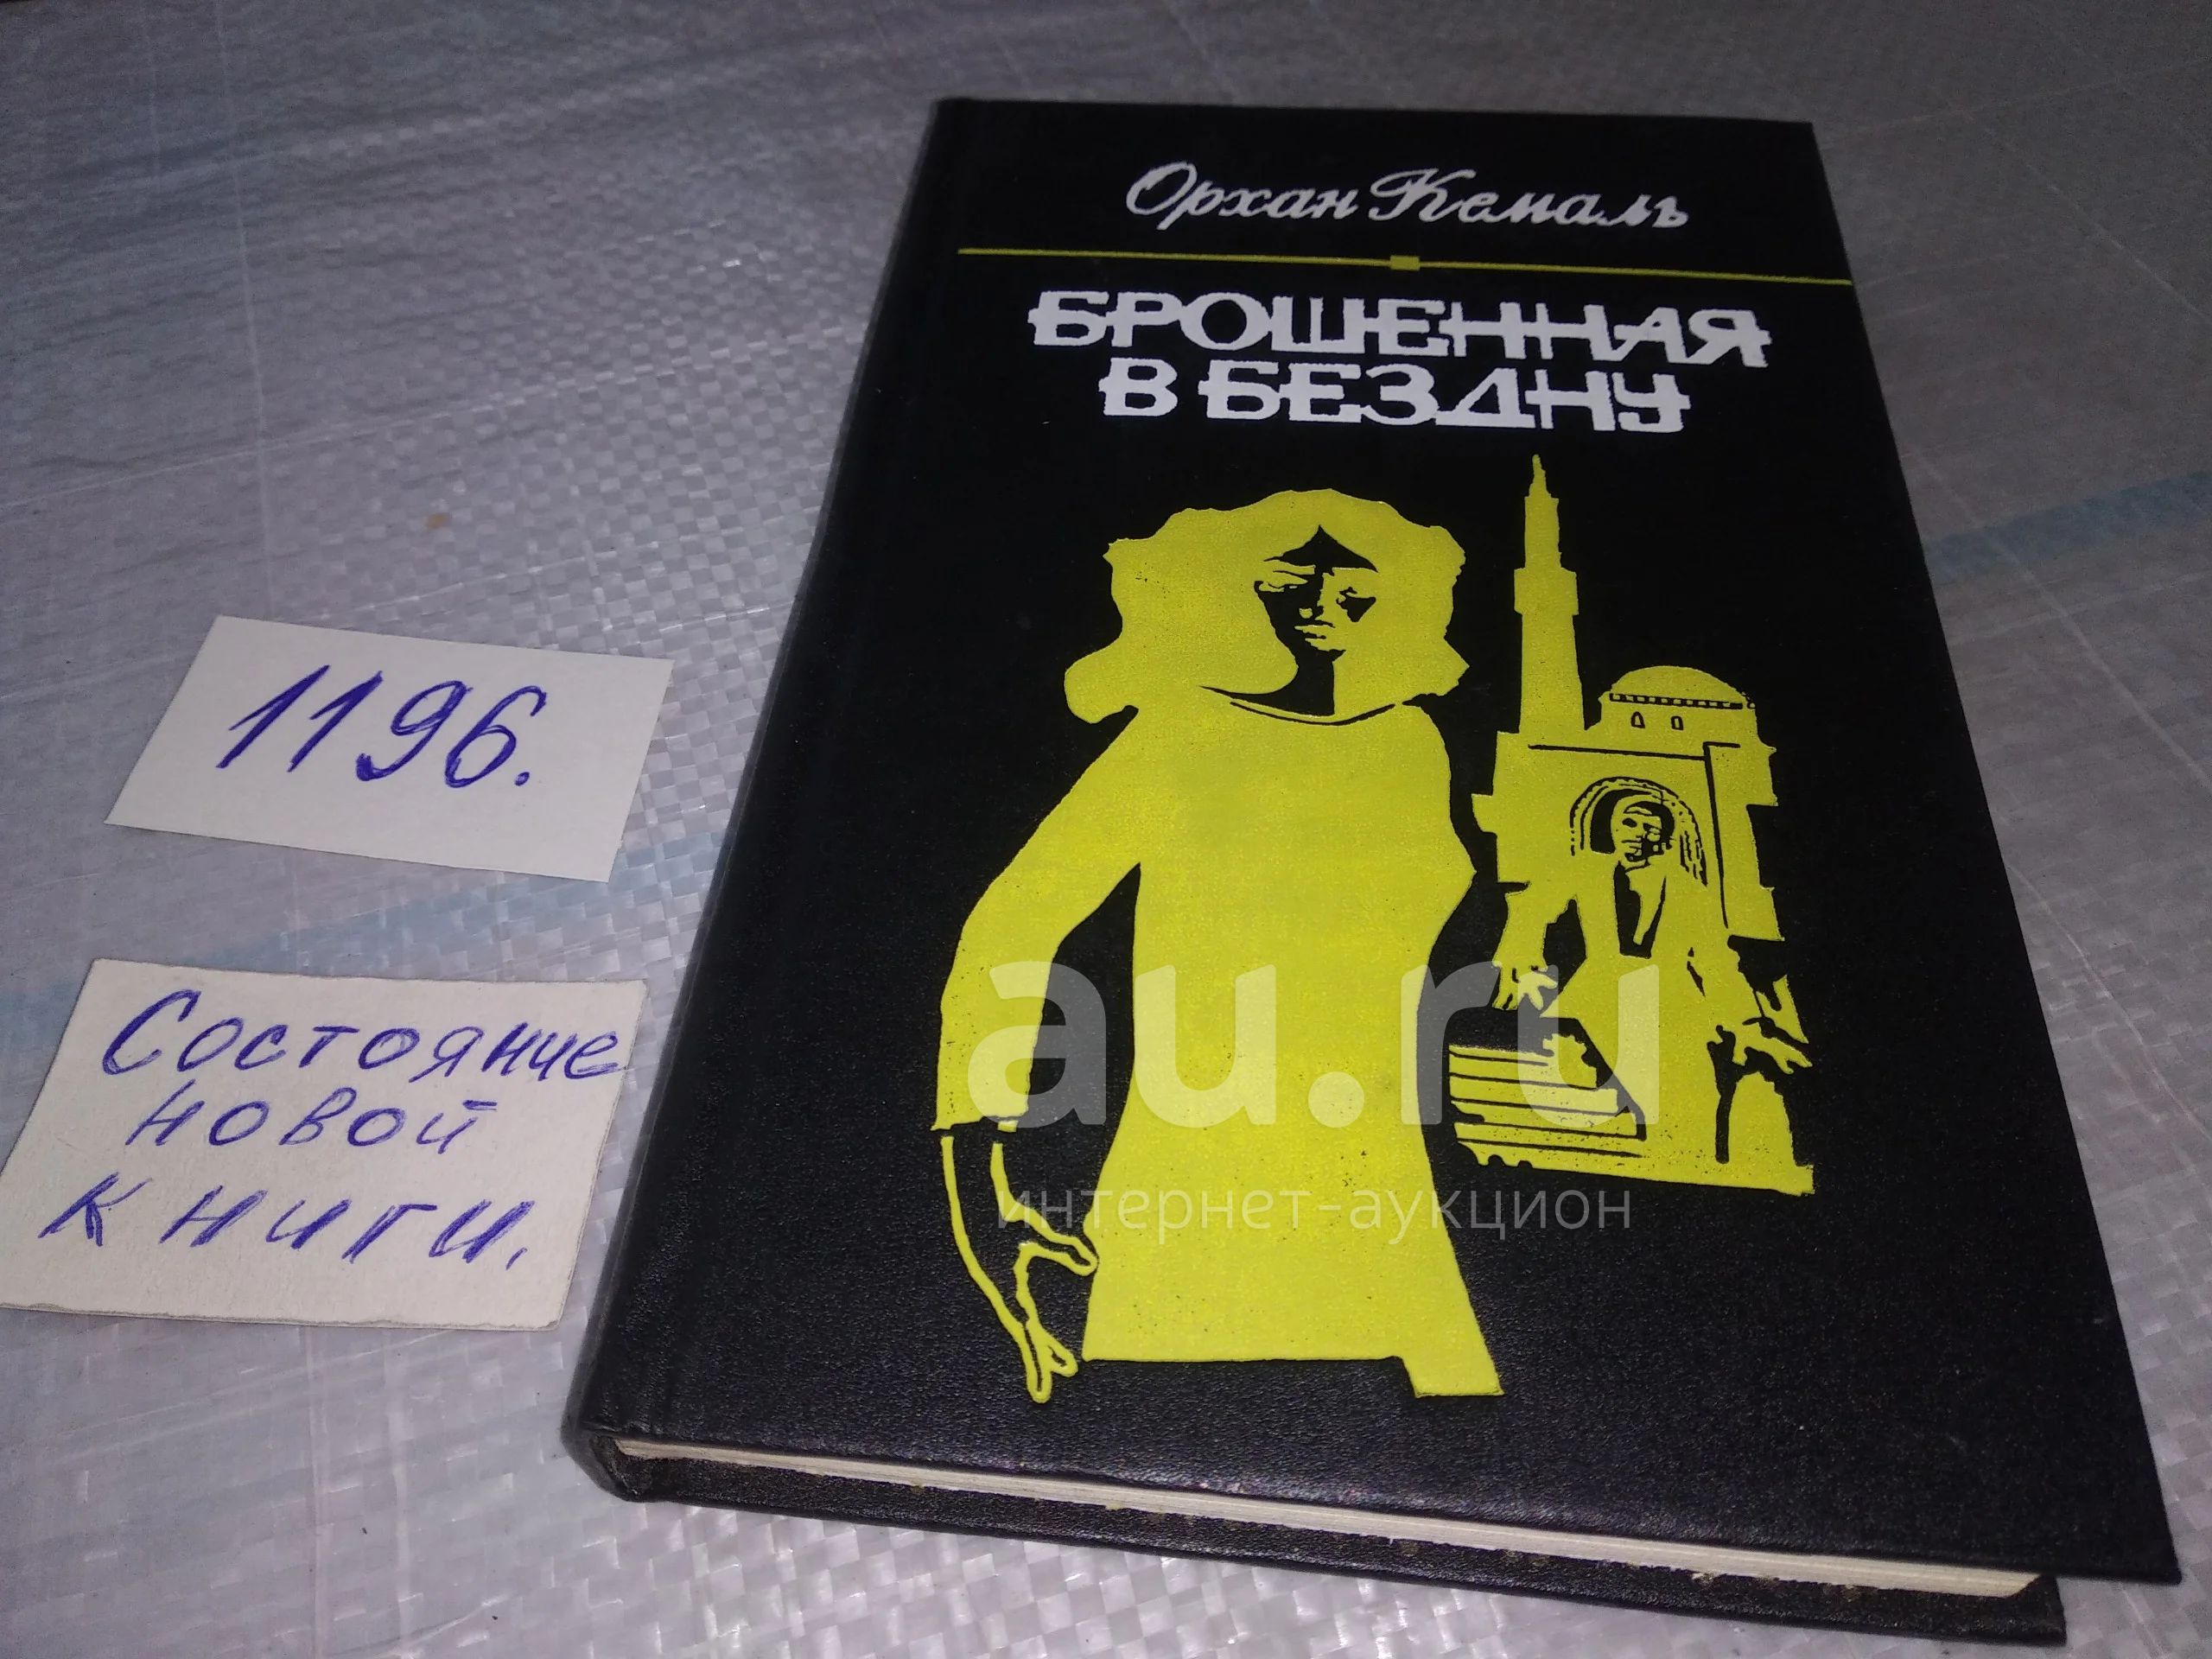 Орхан Кемаль
БРОШЕННАЯ
В БЕЗДНУ
1196.
Состояние
новой
книги.
au.ru
интернет-аукцион